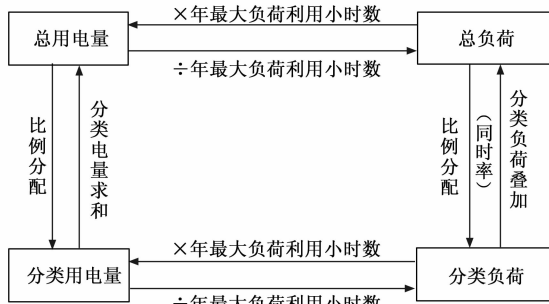 ×年最大负荷利用小时数
总用电量
总负荷
÷年最大负荷利用小时数
比例分配
分类电量求和
比例分配
(同时率)
分类负荷叠加
×年最大负荷利用小时数
分类用电量
分类负荷
÷年最大负荷利用小时数